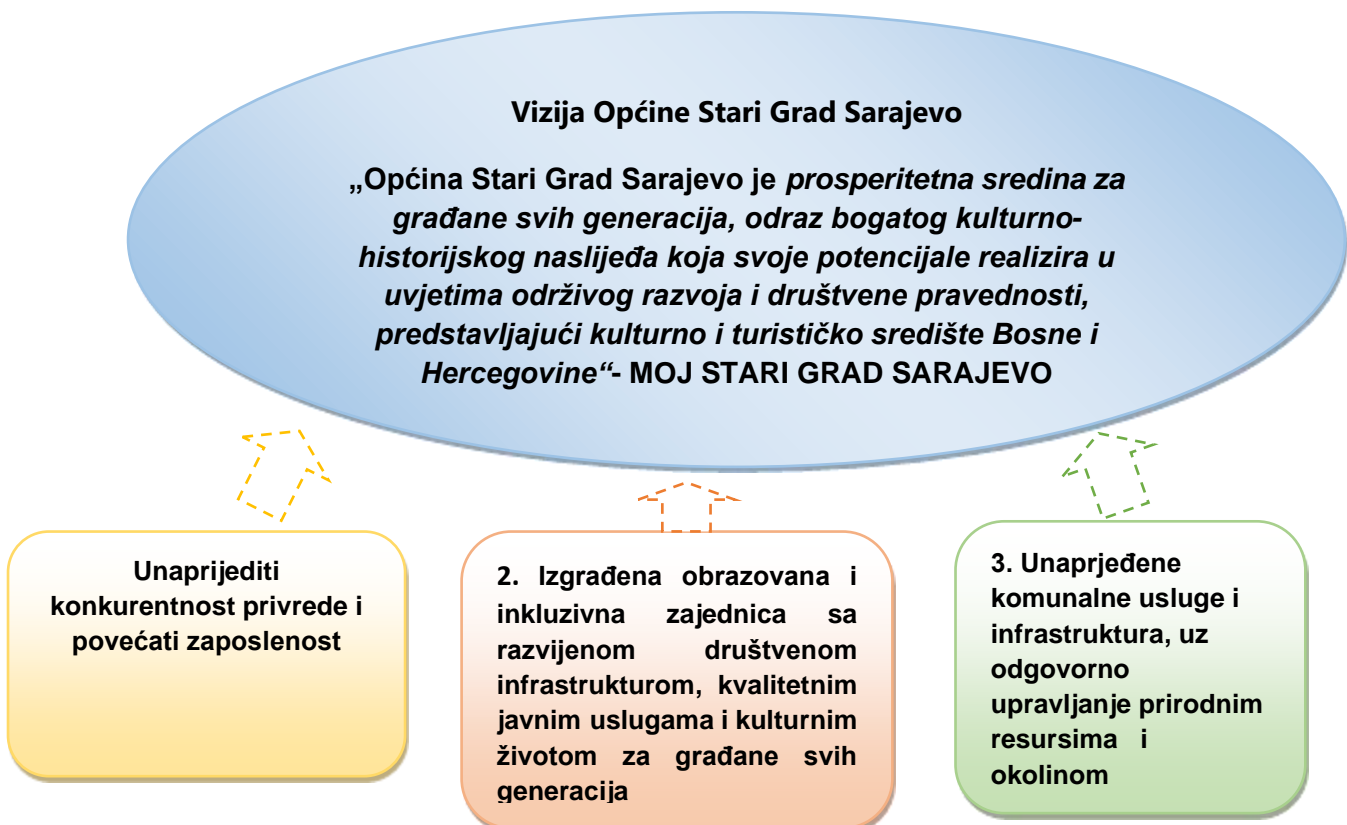 Vizija Općine Stari Grad Sarajevo
„Općina Stari Grad Sarajevo je prosperitetna sredina za
građane svih generacija, odraz bogatog kulturno-
historijskog naslijeđa koja svoje potencijale realizira u
uvjetima održivog razvoja i društvene pravednosti,
predstavljajući kulturno i turističko središte Bosne i
Hercegovine“- MOJ STARI GRAD SARAJEVO
Unaprijediti
konkurentnost privrede i
povećati zaposlenost
2. Izgrađena obrazovana i
inkluzivna zajednica sa
razvijenom društvenom
infrastrukturom, kvalitetnim
javnim uslugama i kulturnim
životom za građane svih
generacija
3. Unaprjeđene
komunalne usluge i
infrastruktura, uz
odgovorno
upravljanje prirodnim
resursima i
okolinom